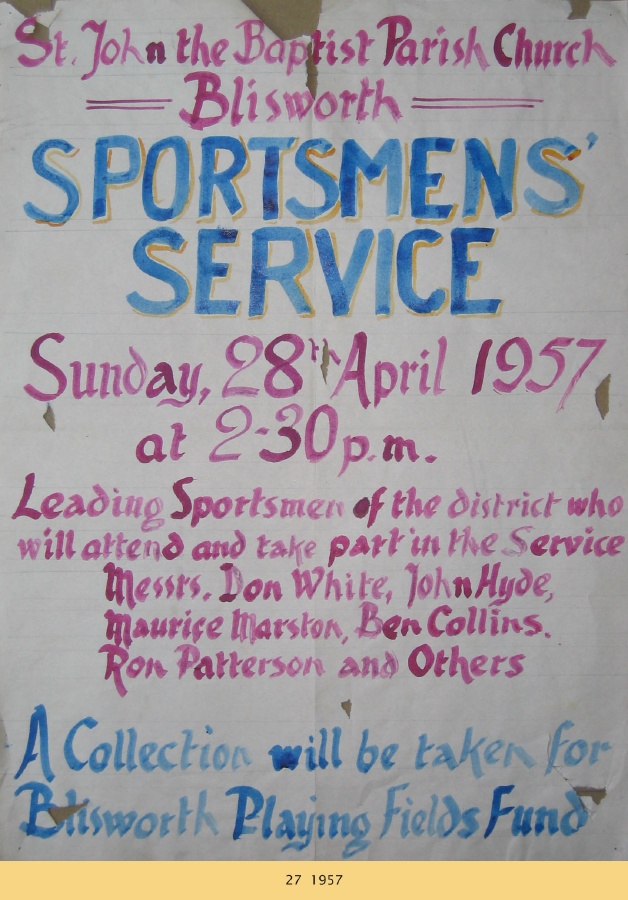 St. John the Baptist Parish Church
Blisworth
SPORTSMENS'
SERVICE
Sunday, 28th April 1957
at 2-30 p.m.
Leading Sportsmen of the district who
will attend and take part in the Service
Messrs. Don White, John Hyde,
Maurice Marston, Ben Collins.
Ron Patterson and Others
A Collection will be taken for
Blisworth Playing Fields Fund
27 1957